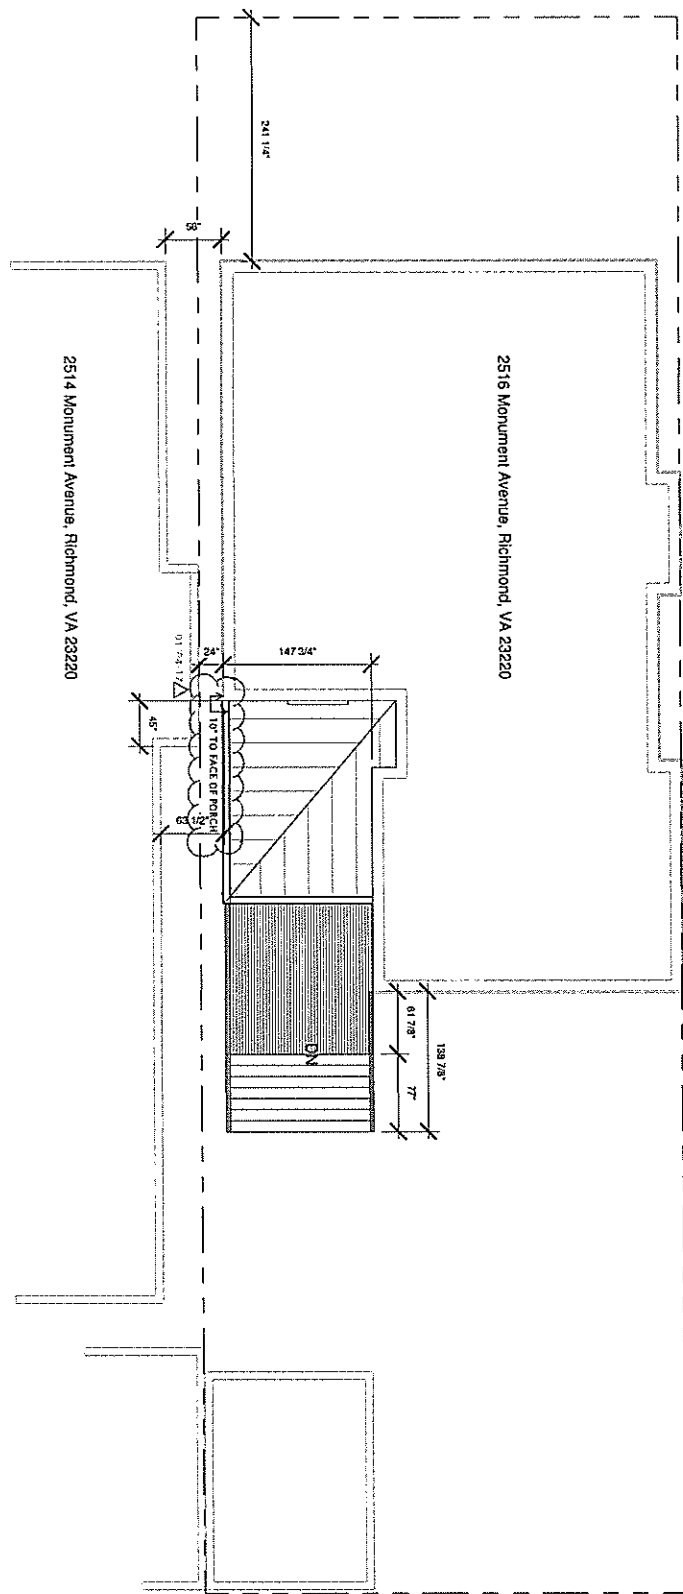 241 1/4"
56"
2516 Monument Avenue, Richmond, VA 23220
2514 Monument Avenue, Richmond, VA 23220
24"
147 3/4"
45"
10" TO FACE OF PORCH
63 1/2"
61 7/8"
138 7/8"
77"
DN